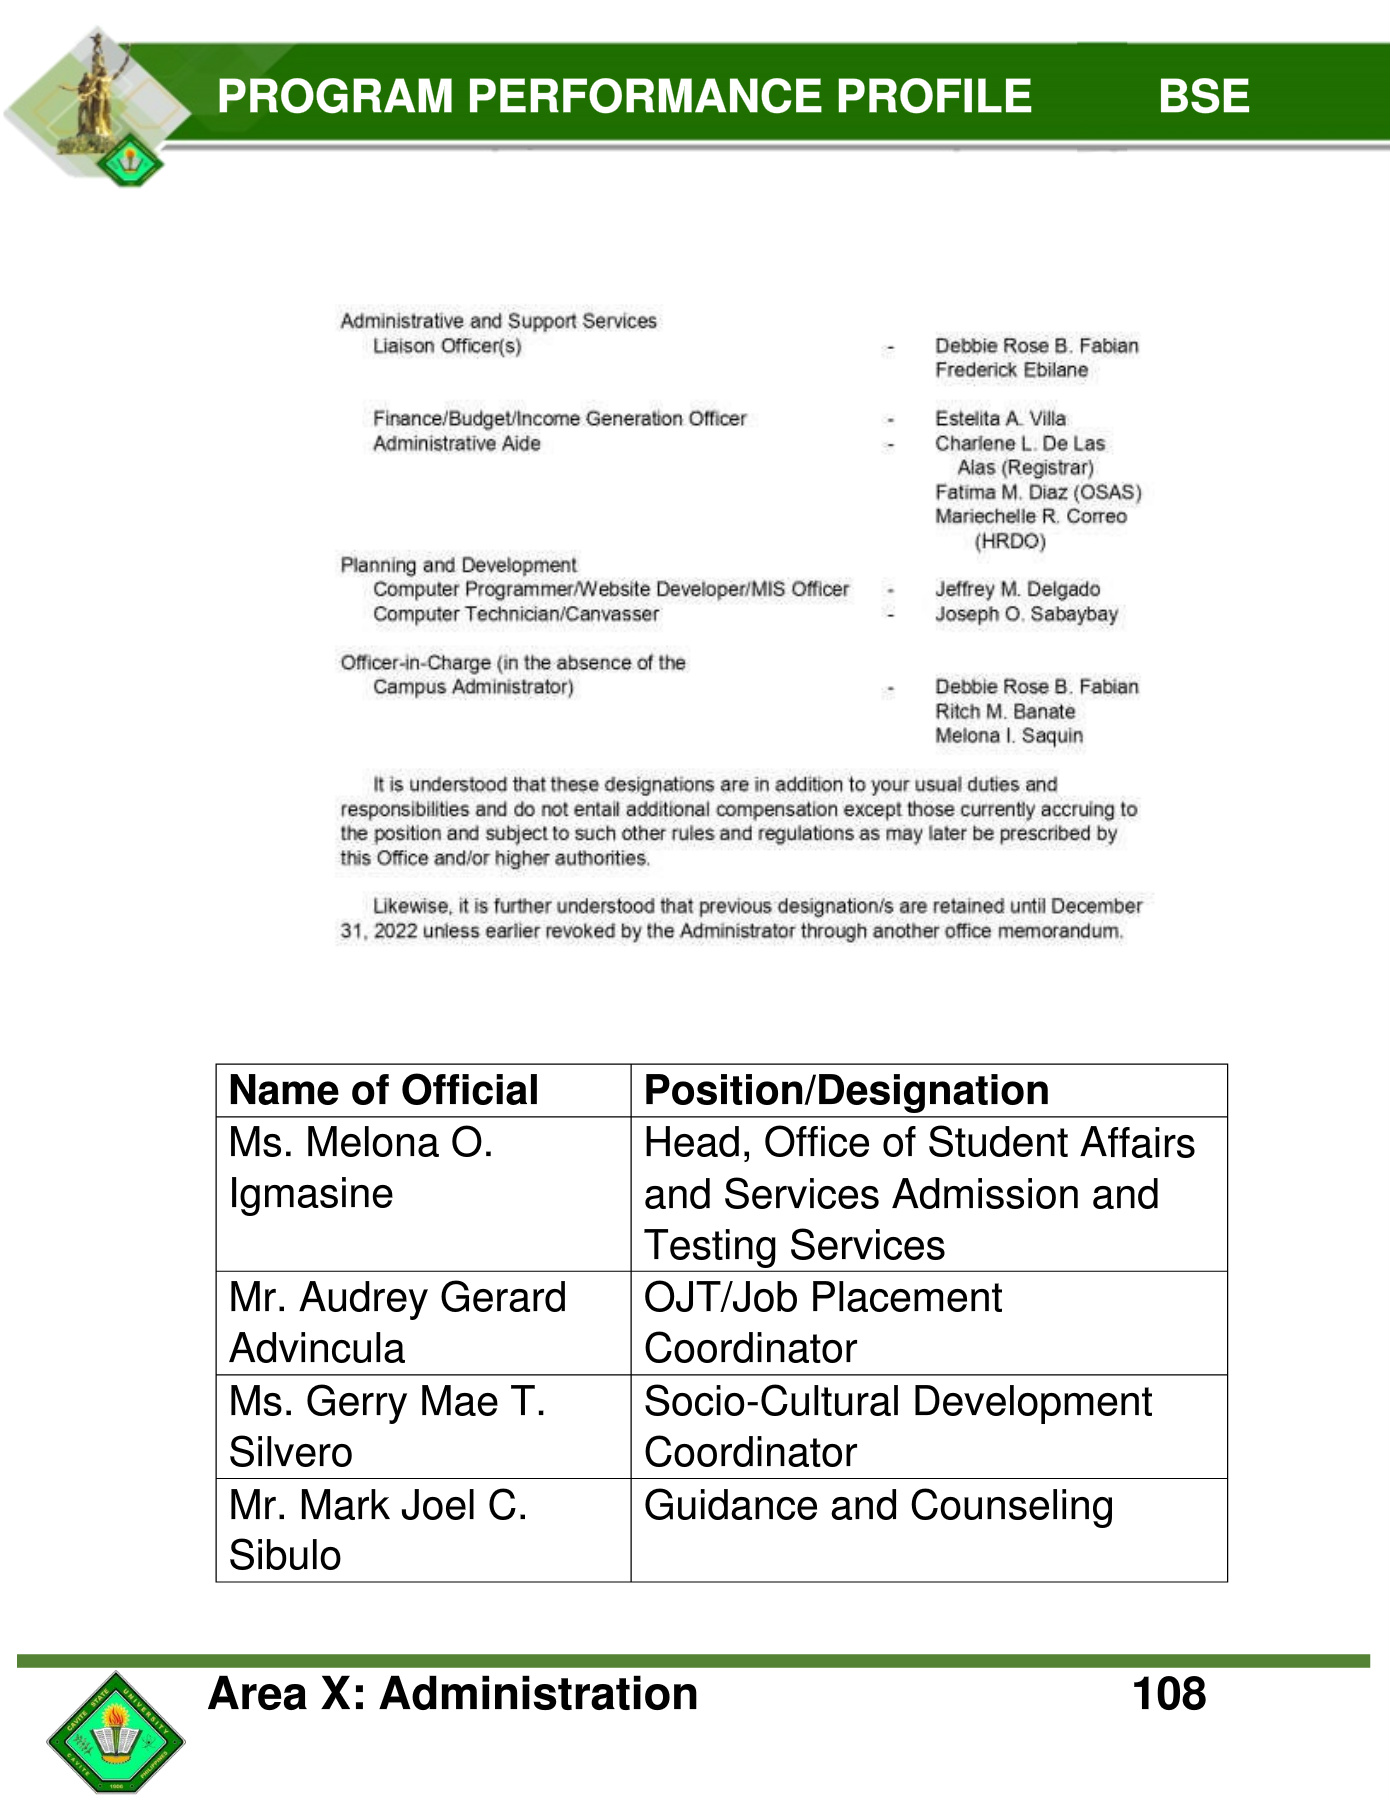 PROGRAM PERFORMANCE PROFILE BSE
Administrative and Support Services
Liaison Officer(s) - Debbie Rose B. Fabian
Frederick Ebilane
Finance/Budget/Income Generation Officer - Estelita A. Villa
Administrative Aide - Charlene L. De Las
Alas (Registrar)
Fatima M. Diaz (OSAS)
Mariechelle R. Correo
(HRDO)
Planning and Development
Computer Programmer/Website Developer/MIS Officer - Jeffrey M. Delgado
Computer Technician/Canvasser - Joseph O. Sabaybay
Officer-in-Charge (in the absence of the
Campus Administrator) - Debbie Rose B. Fabian
Ritch M. Banate
Melona I. Saquin
It is understood that these designations are in addition to your usual duties and
responsibilities and do not entail additional compensation except those currently accruing to
the position and subject to such other rules and regulations as may later be prescribed by
this Office and/or higher authorities.
Likewise, it is further understood that previous designation/s are retained until December
31, 2022 unless earlier revoked by the Administrator through another office memorandum.
Name of Official Position/Designation
Ms. Melona O. Head, Office of Student Affairs
Igmasine and Services Admission and
Testing Services
Mr. Audrey Gerard OJT/Job Placement
Advincula Coordinator
Ms. Gerry Mae T. Socio-Cultural Development
Silvero Coordinator
Mr. Mark Joel C. Guidance and Counseling
Sibulo
Area X: Administration 108
CAVITE STATE UNIVERSITY
CAVITE PHILIPPINES
1906